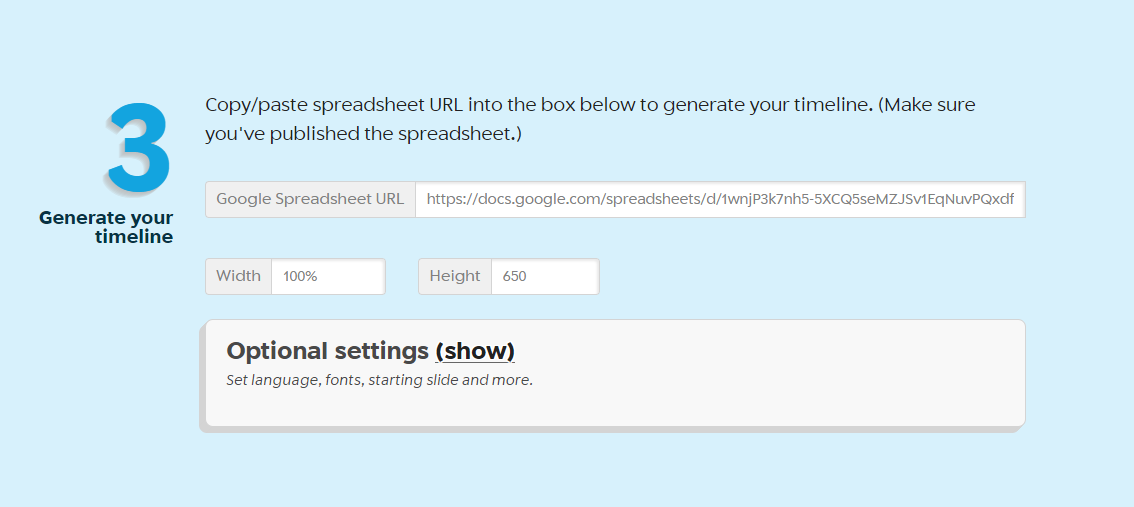 3
Generate your
timeline
Copy/paste spreadsheet URL into the box below to generate your timeline. (Make sure
you've published the spreadsheet.)
Google Spreadsheet URL https://docs.google.com/spreadsheets/d/1wnjP3k7nh5-5XCQ5seMZJSv1EqNuvPQxdf
Width 100% Height 650
Optional settings (show)
Set language, fonts, starting slide and more.